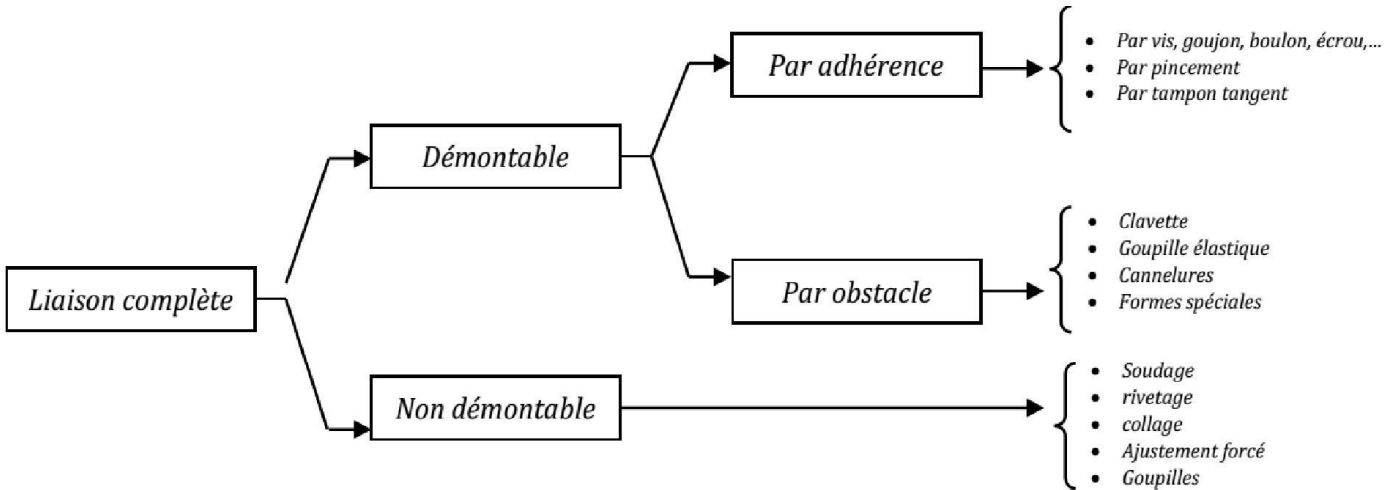 Liaison complète
Démontable
Non démontable
Par adhérence
Par obstacle
• Par vis, goujon, boulon, écrou,...
• Par pincement
• Par tampon tangent
• Clavette
• Goupille élastique
• Cannelures
• Formes spéciales
• Soudage
• rivetage
• collage
• Ajustement forcé
• Goupilles